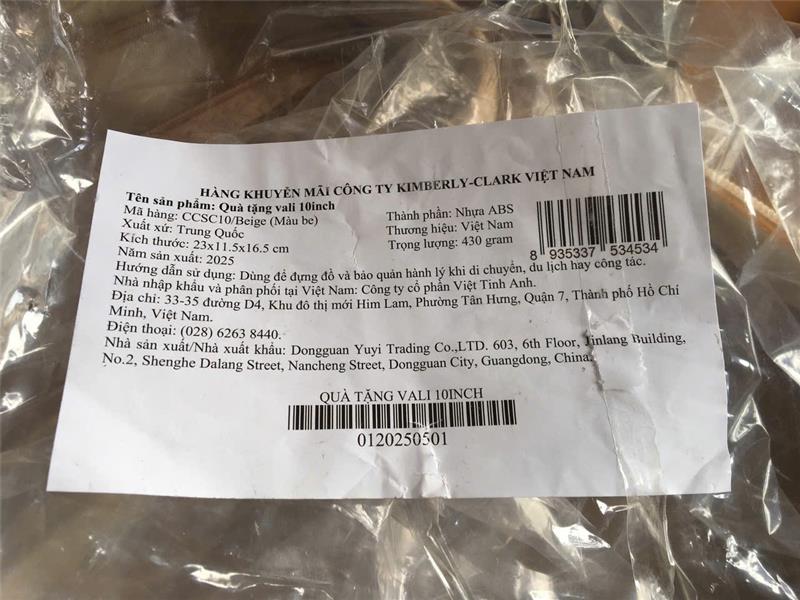 HÀNG KHUYẾN MÃI CÔNG TY KIMBERLY-CLARK VIỆT NAM
Tên sản phẩm: Quà tặng vali 10inch
Mã hàng: CCSC10/Beige (Màu be)
Xuất xứ: Trung Quốc
Kích thước: 23x11.5x16.5 cm
Năm sản xuất: 2025
Thành phần: Nhựa ABS
Thương hiệu: Việt Nam
Trọng lượng: 430 gram
8 935337 534534
Hướng dẫn sử dụng: Dùng để đựng đồ và bảo quản hành lý khi di chuyển, du lịch hay công tác.
Nhà nhập khẩu và phân phối tại Việt Nam: Công ty cổ phần Việt Tinh Anh.
Địa chỉ: 33-35 đường D4, Khu đô thị mới Him Lam, Phường Tân Hưng, Quận 7, Thành phố Hồ Chí
Minh, Việt Nam.
Điện thoại: (028) 6263 8440.
Nhà sản xuất/Nhà xuất khẩu: Dongguan Yuyi Trading Co.,LTD. 603, 6th Floor, Jinlang Building,
No.2, Shenghe Dalang Street, Nancheng Street, Dongguan City, Guangdong, China.
QUÀ TẶNG VALI 10INCH
0120250501